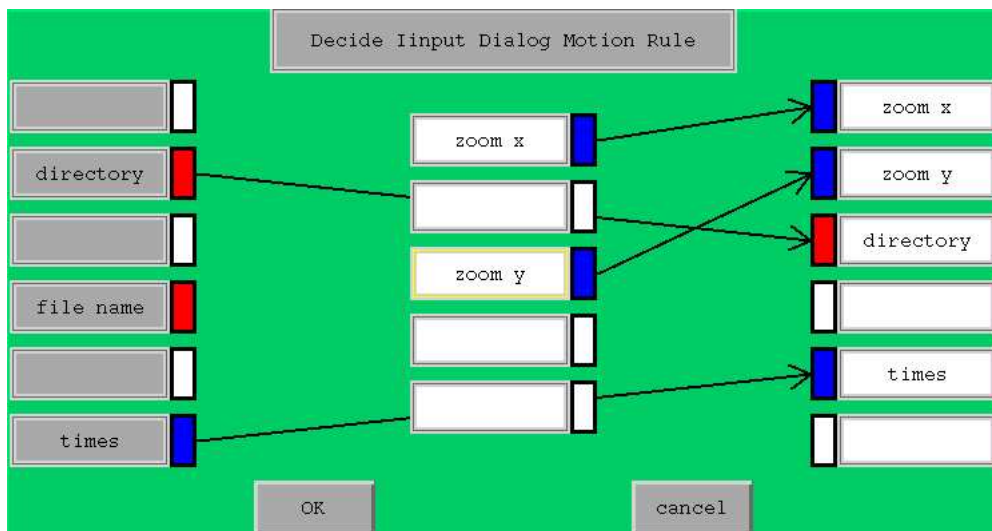 Decide Iinput Dialog Motion Rule
zoom x
zoom x
directory
zoom y
directory
zoom y
file name
times
times
OK
cancel